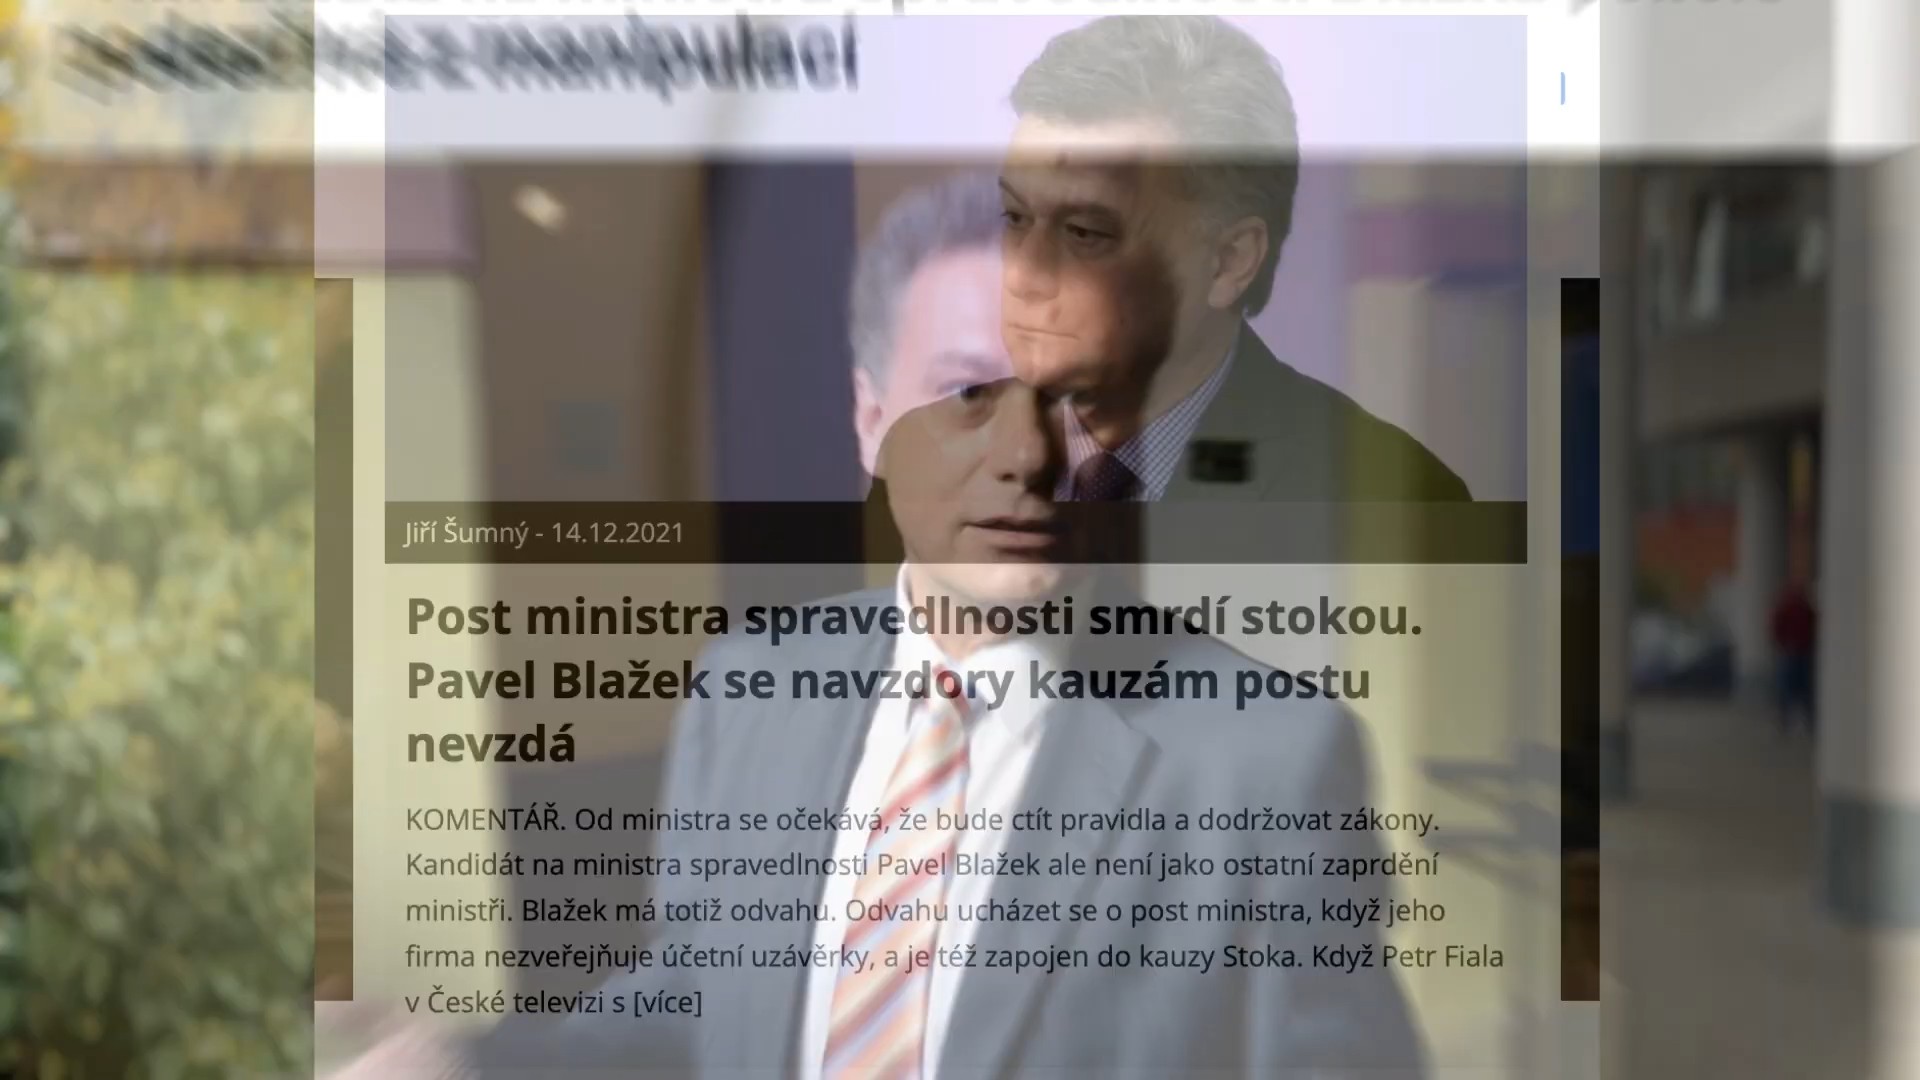 manipulací
Jiří Šumný - 14.12.2021
Post ministra spravedlnosti smrdí stokou.
Pavel Blažek se navzdory kauzám postu
nevzdá
KOMENTÁŘ. Od ministra se očekává, že bude ctít pravidla a dodržovat zákony.
Kandidát na ministra spravedlnosti Pavel Blažek ale není jako ostatní zaprdění
ministři. Blažek má totiž odvahu. Odvahu ucházet se o post ministra, když jeho
firma nezveřejňuje účetní uzávěrky, a je též zapojen do kauzy Stoka. Když Petr Fiala
v České televizi s [více]